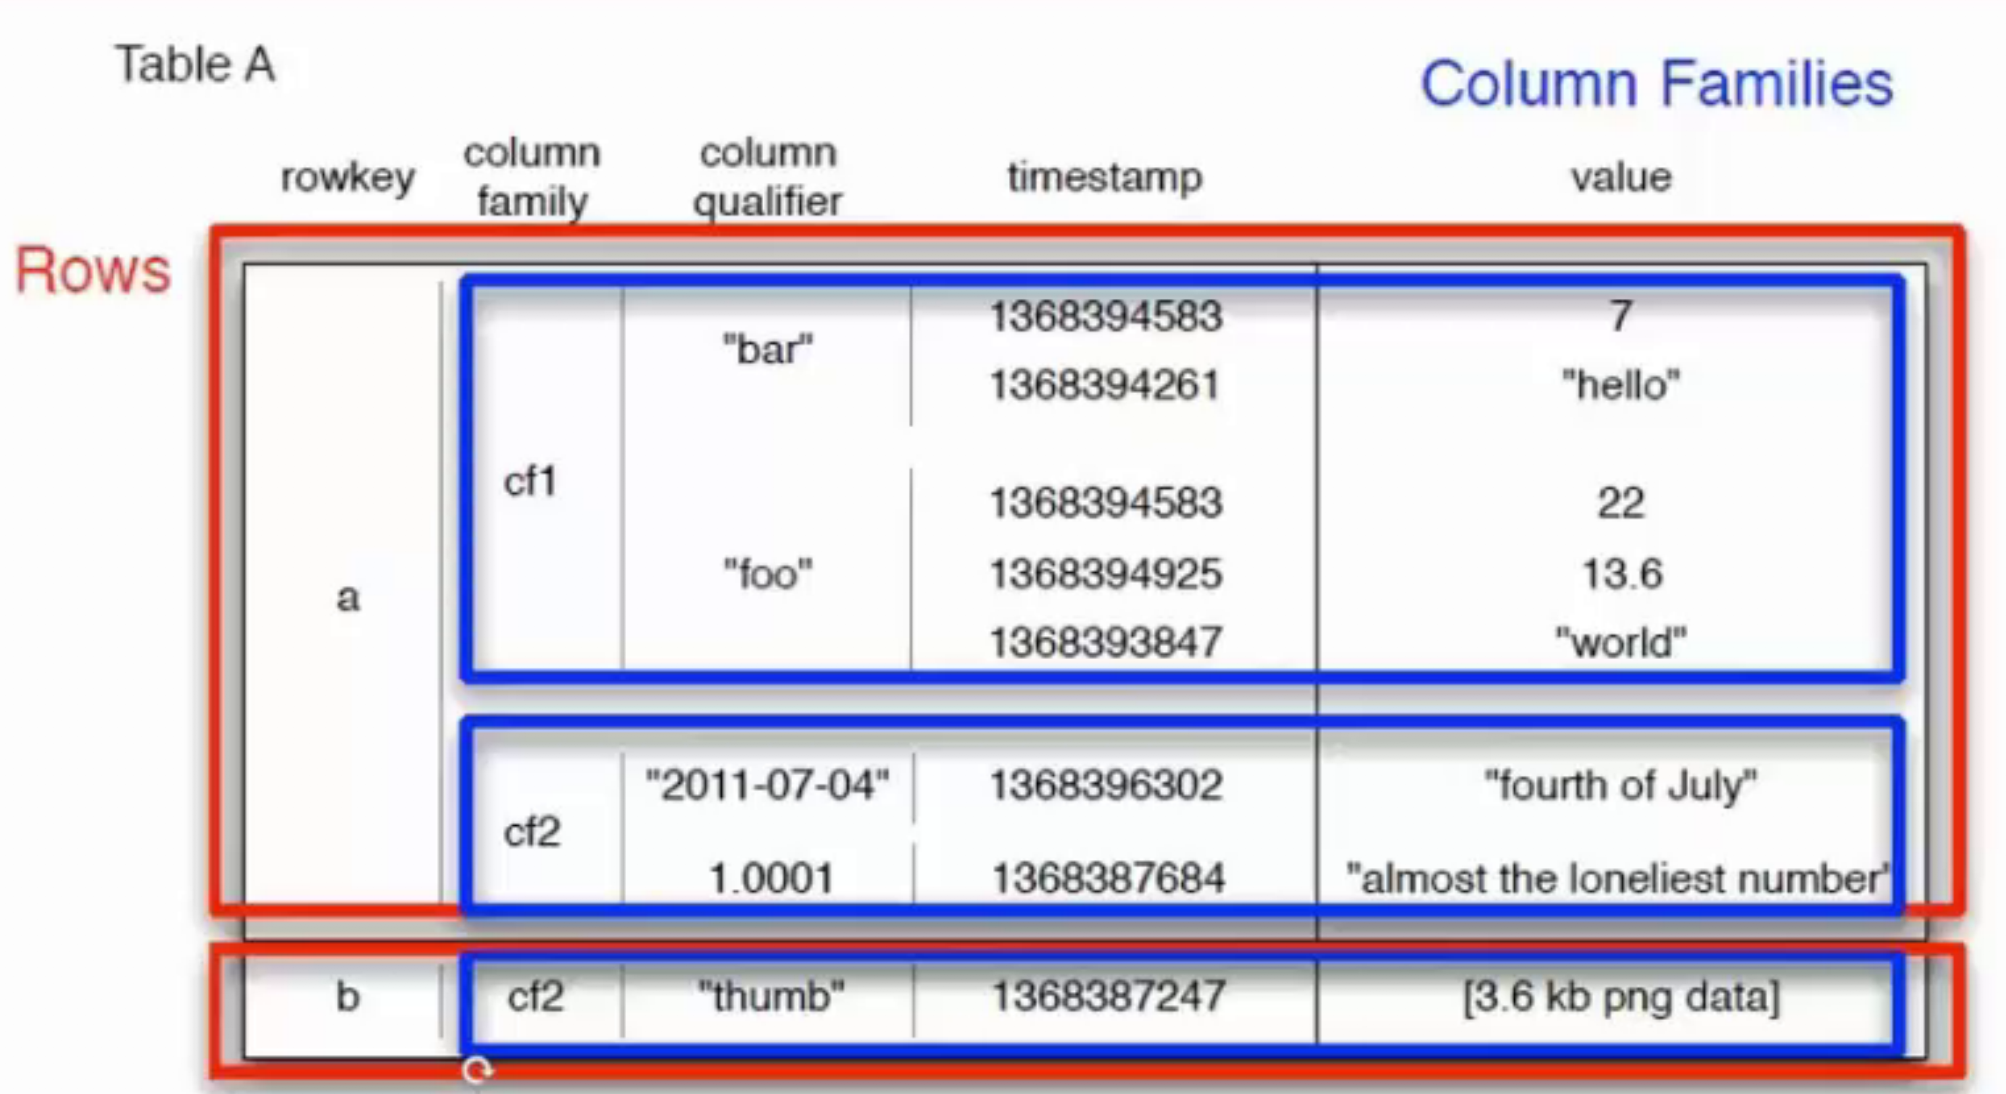 Table A
Column Families
rowkey column family column qualifier timestamp value
Rows
a cf1 "bar" 1368394583 7
1368394261 "hello"
"foo" 1368394583 22
1368394925 13.6
1368393847 "world"
cf2 "2011-07-04" 1368396302 "fourth of July"
1.0001 1368387684 "almost the loneliest number"
b cf2 "thumb" 1368387247 [3.6 kb png data]